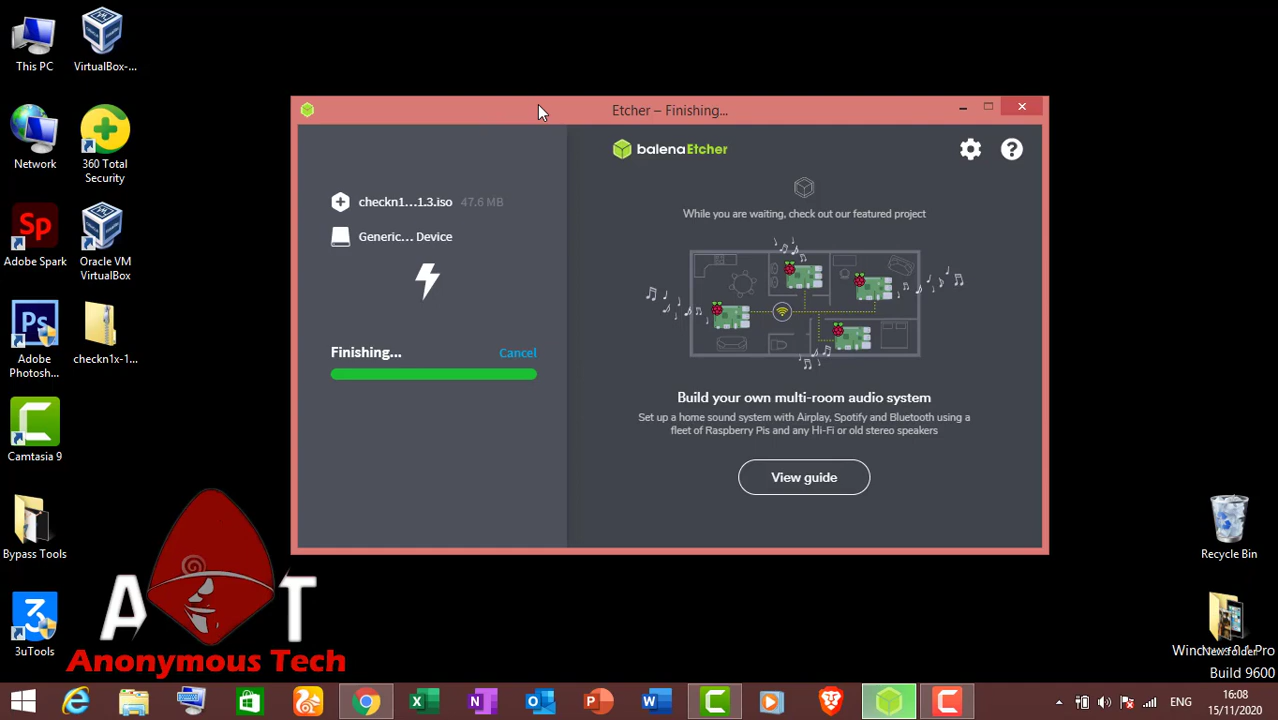 This PC
VirtualBox-...
Network
360 Total
Security
Sp
Adobe Spark
Oracle VM
VirtualBox
Ps
Adobe
Photosh...
checkn1x-1...
Camtasia 9
Bypass Tools
3uTools
Etcher – Finishing...
checkn1...1.3.iso 47.6 MB
Generic... Device
Finishing... Cancel
balenaEtcher
While you are waiting, check out our featured project
Build your own multi-room audio system
Set up a home sound system with Airplay, Spotify and Bluetooth using a
fleet of Raspberry Pis and any Hi-Fi or old stereo speakers
View guide
A T
Anonymous Tech
Recycle Bin
Build 9600
ENG
16:08
15/11/2020